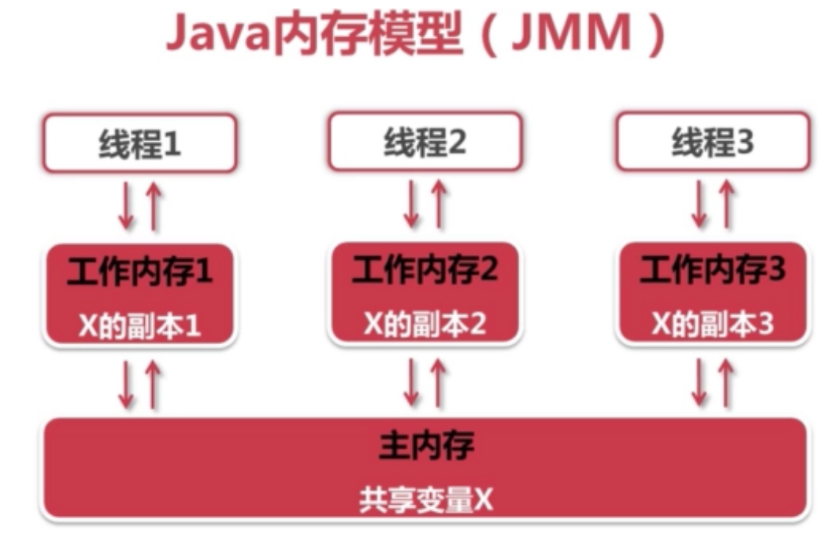 Java内存模型（JMM）
线程1
线程2
线程3
工作内存1
X的副本1
工作内存2
X的副本2
工作内存3
X的副本3
主内存
共享变量X